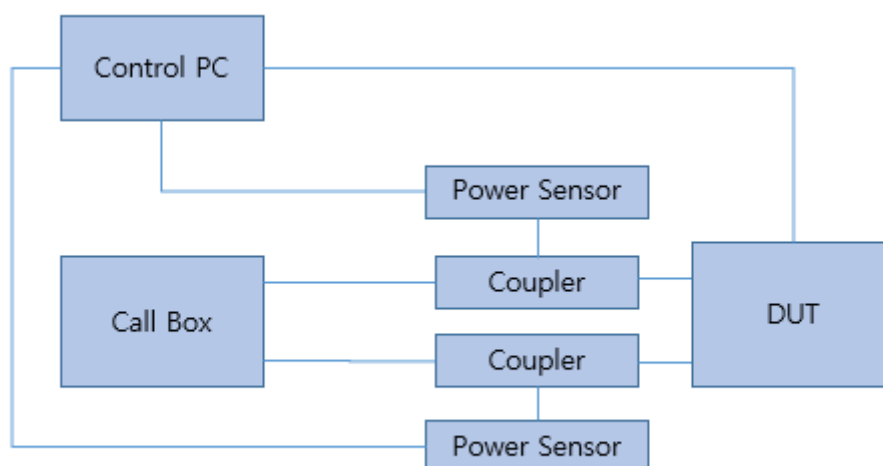 Control PC
Power Sensor
Coupler
Call Box
DUT
Coupler
Power Sensor